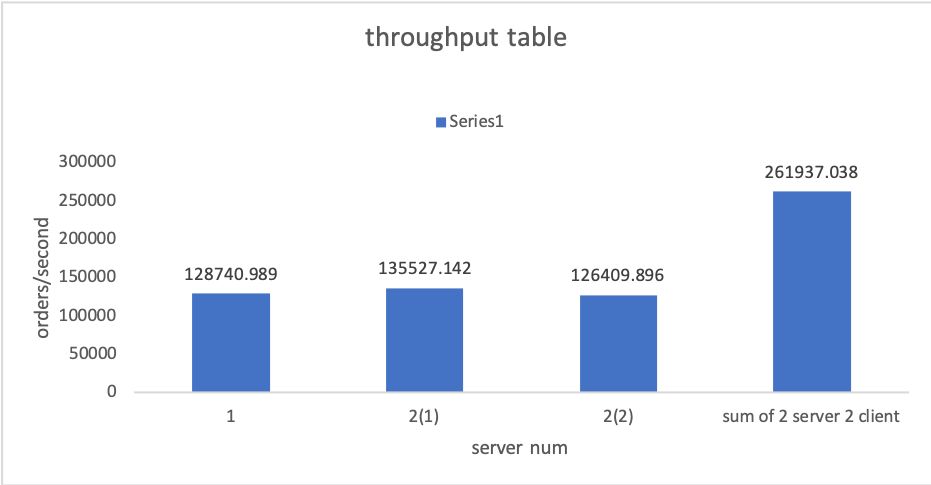 throughput table
Series1
300000
250000
200000
150000
100000
50000
0
orders/second
128740.989
135527.142
126409.896
261937.038
1
2(1)
2(2)
sum of 2 server 2 client
server num